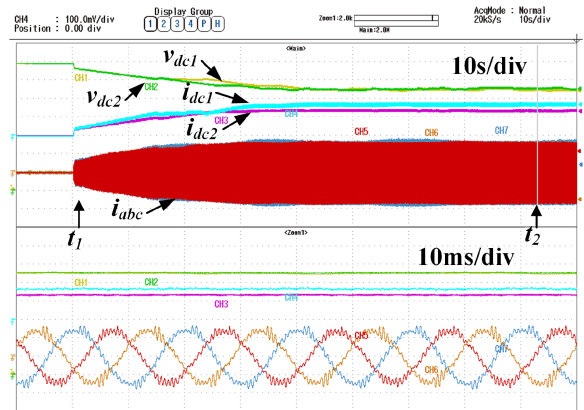 CH4 : 100.0mV/div
Position : 0.00 div
Display Group
1 2 3 4 P H
Zoom1:2.0k
Main:2.0M
AcqMode : Normal
20kS/s 10s/div
<Main>
CH1
CH2
v_dc1
10s/div
v_dc2
i_dc1
i_dc2
CH3
CH4
CH5
CH6
CH7
t_1
i_abc
t_2
<Zoom1>
10ms/div
CH1
CH2
CH3
CH4
CH5
CH6
CH7